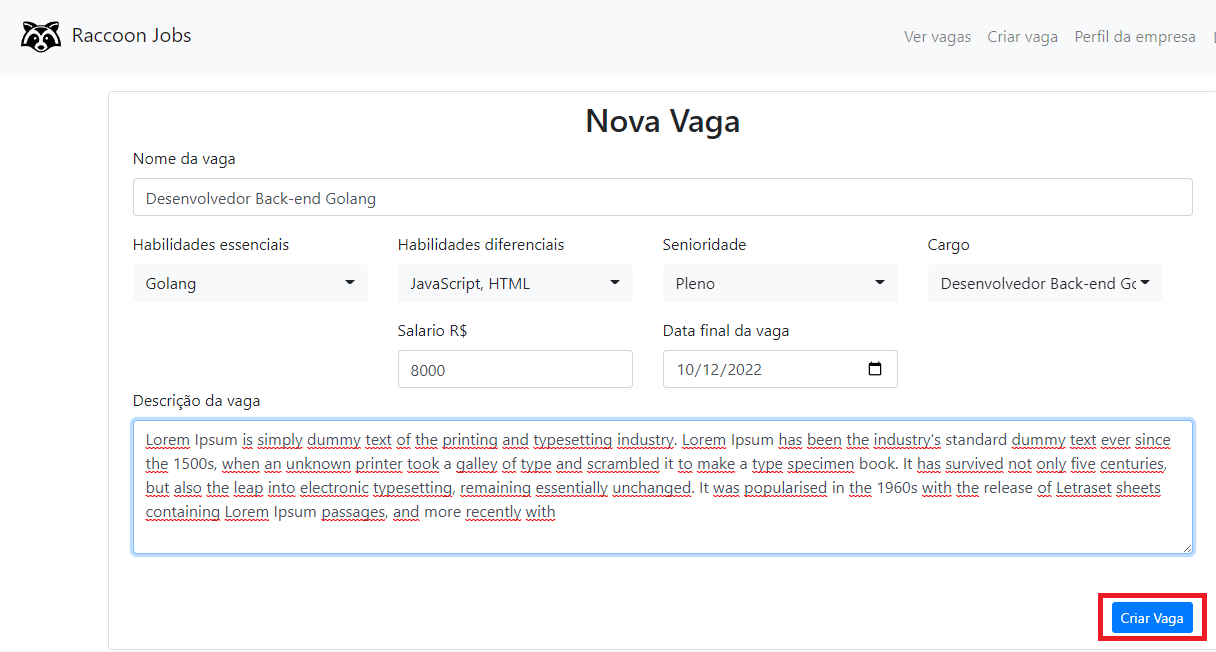 Raccoon Jobs
Ver vagas Criar vaga Perfil da empresa
Nova Vaga
Nome da vaga
Desenvolvedor Back-end Golang
Habilidades essenciais Habilidades diferenciais Senioridade Cargo
Golang JavaScript, HTML Pleno Desenvolvedor Back-end Go
Salario R$ Data final da vaga
8000 10/12/2022
Descrição da vaga
Lorem Ipsum is simply dummy text of the printing and typesetting industry. Lorem Ipsum has been the industry's standard dummy text ever since
the 1500s, when an unknown printer took a galley of type and scrambled it to make a type specimen book. It has survived not only five centuries,
but also the leap into electronic typesetting, remaining essentially unchanged. It was popularised in the 1960s with the release of Letraset sheets
containing Lorem Ipsum passages, and more recently with
Criar Vaga